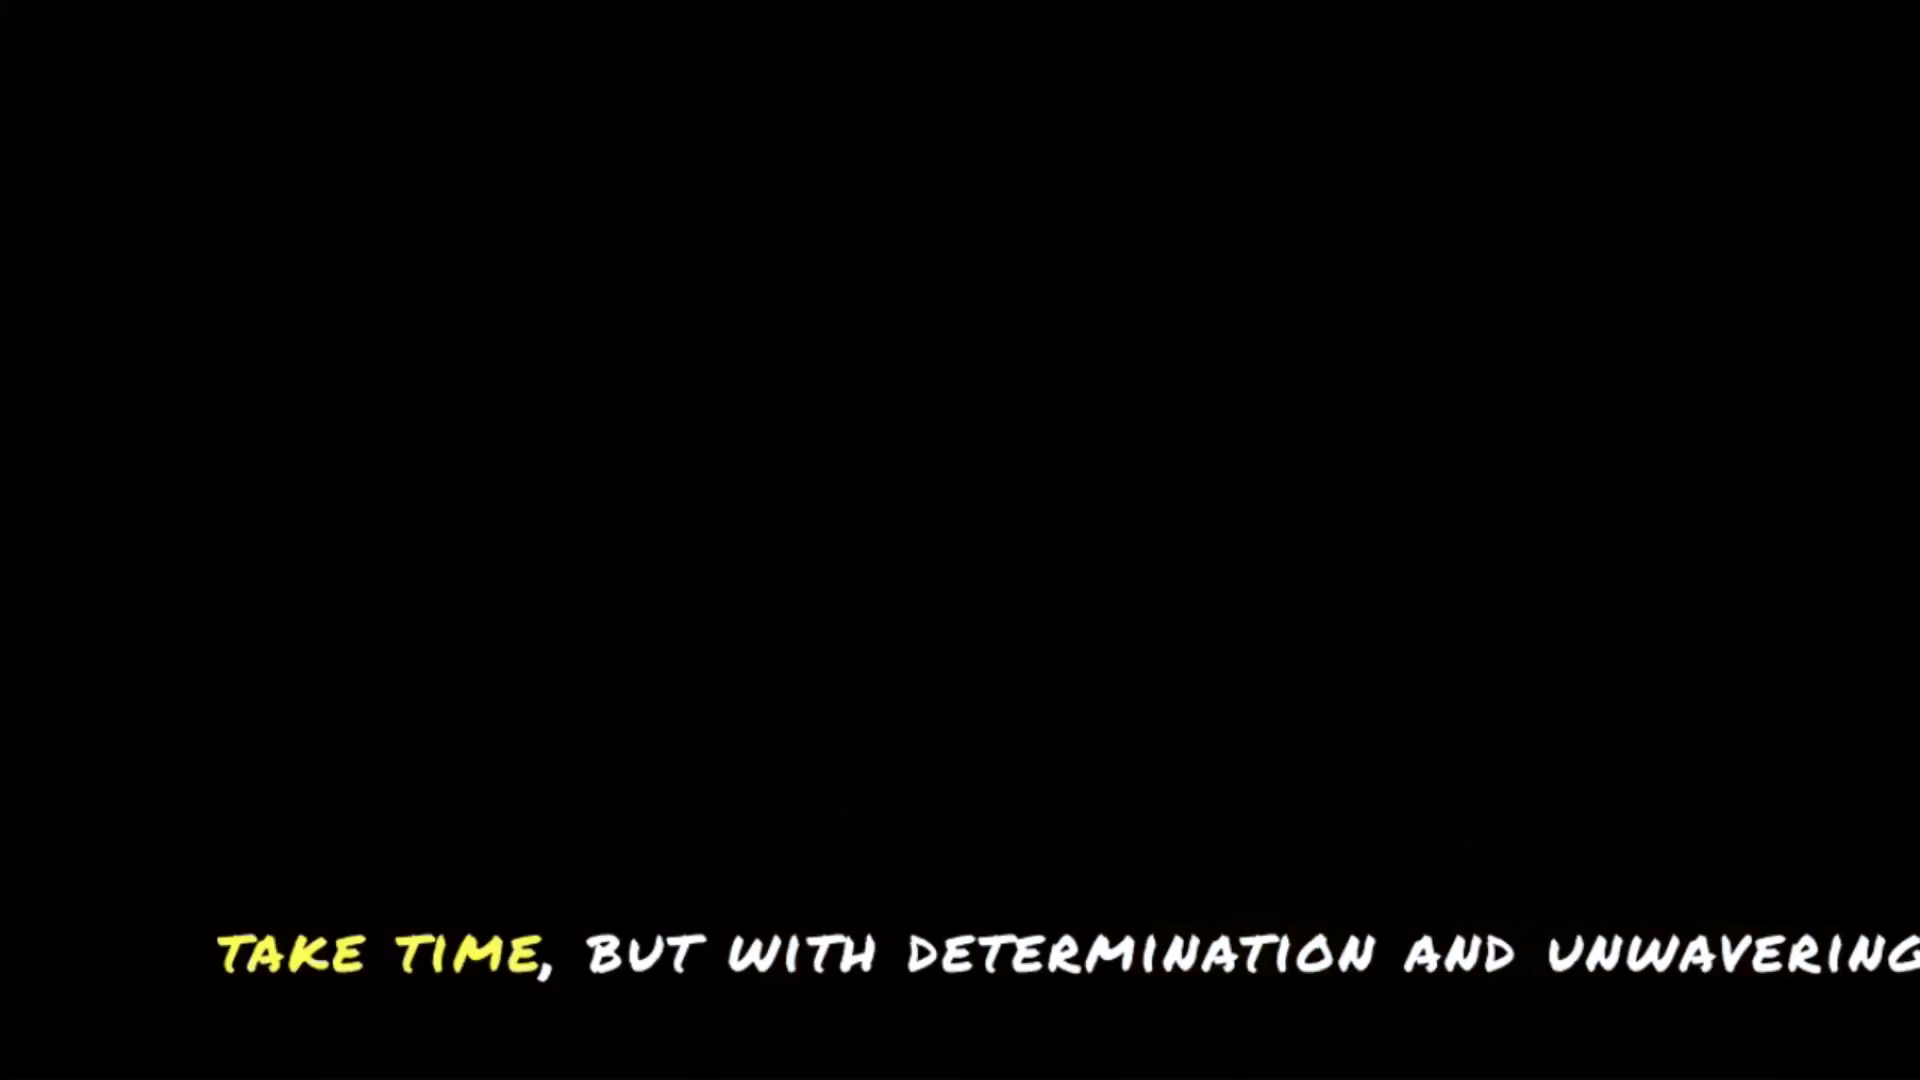 TAKE TIME, BUT WITH DETERMINATION AND UNWAVERING